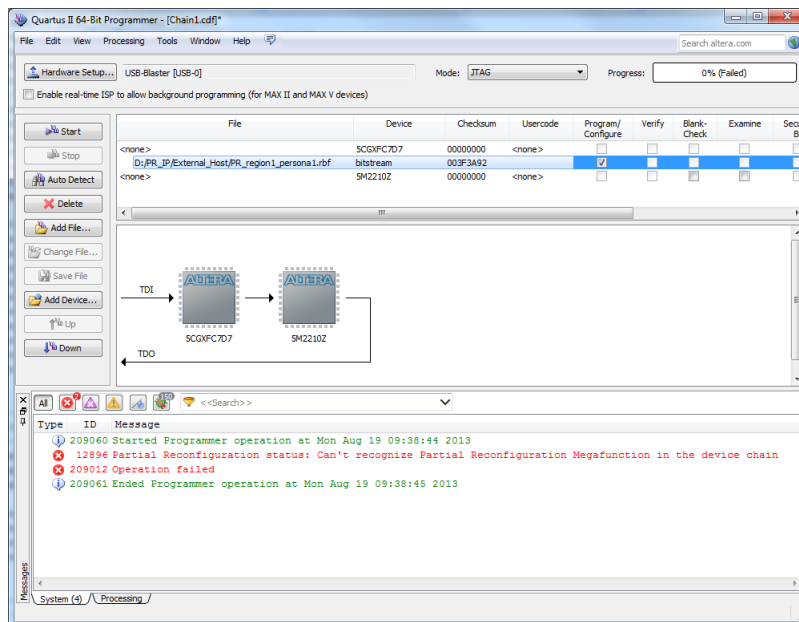 Quartus II 64-Bit Programmer - [Chain1.cdf]*
File Edit View Processing Tools Window Help
Search altera.com
Hardware Setup... USB-Blaster [USB-0] Mode: JTAG Progress: 0% (Failed)
Enable real-time ISP to allow background programming (for MAX II and MAX V devices)
Start
Stop
Auto Detect
Delete
Add File...
Change File...
Save File
Add Device...
Up
Down
File Device Checksum Usercode Program/ Configure Verify Blank- Check Examine Secu B
<none> 5CGXFC7D7 00000000 <none>
D:/PR_IP/External_Host/PR_region1_persona1.rbf bitstream 003F3A92
<none> 5M2210Z 00000000 <none>
TDI
ALTERA ALTERA
5CGXFC7D7 5M2210Z
TDO
All 2 150 <<Search>>
Type ID Message
209060 Started Programmer operation at Mon Aug 19 09:38:44 2013
12896 Partial Reconfiguration status: Can't recognize Partial Reconfiguration Megafunction in the device chain
209012 Operation failed
209061 Ended Programmer operation at Mon Aug 19 09:38:45 2013
Messages
System (4) Processing